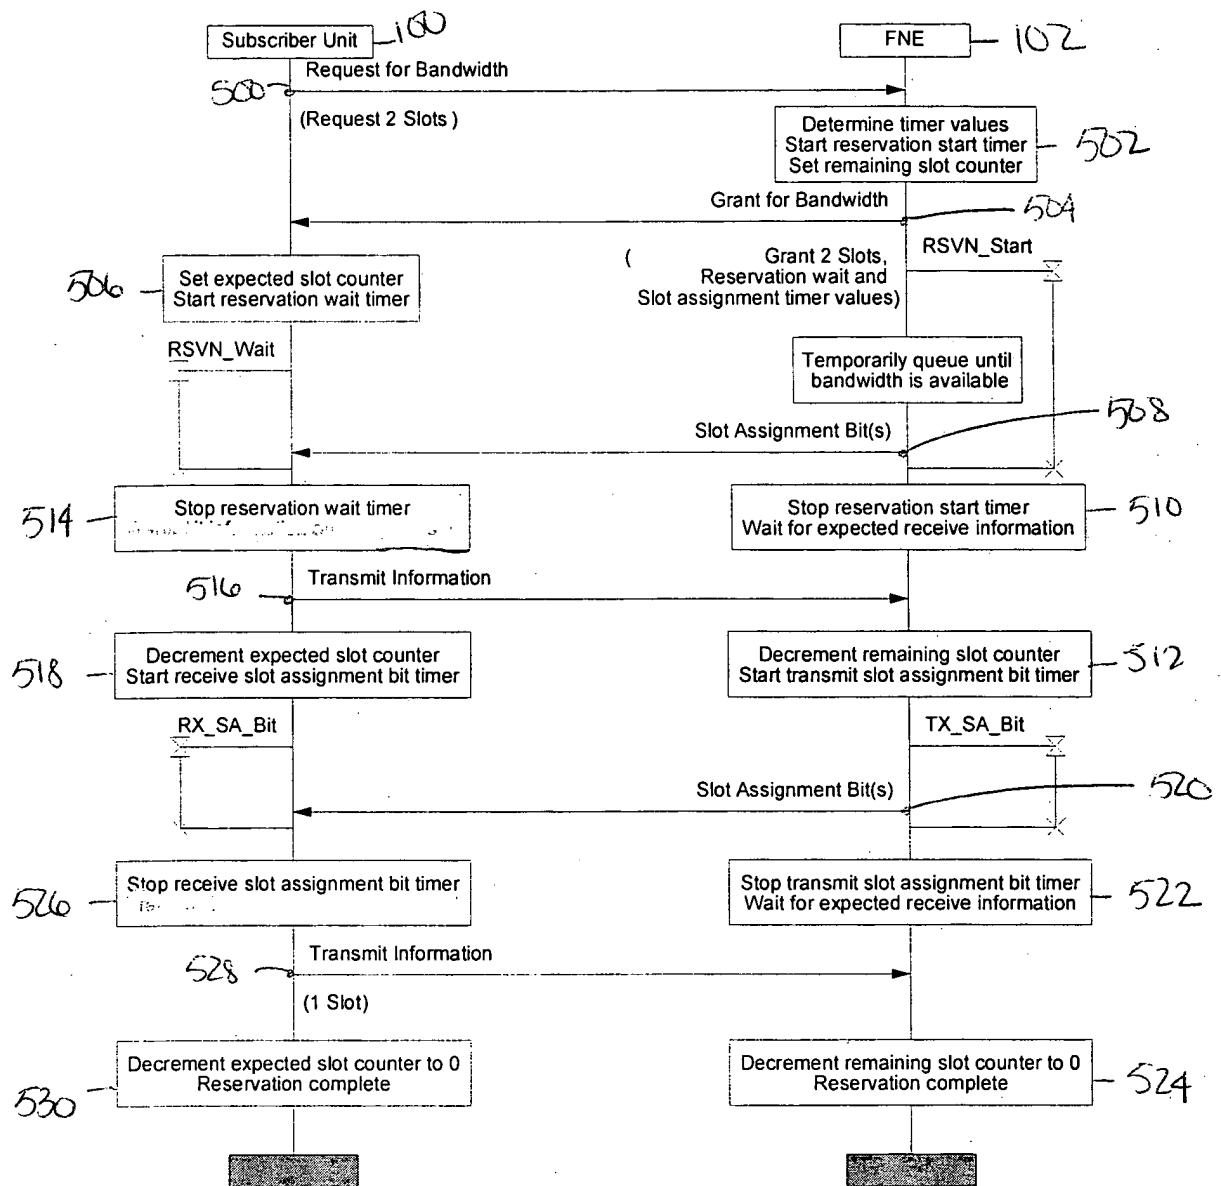 Subscriber Unit 100
FNE 102
Request for Bandwidth
500
(Request 2 Slots )
Determine timer values
Start reservation start timer
Set remaining slot counter
502
Grant for Bandwidth
504
Set expected slot counter
Start reservation wait timer
506
( Grant 2 Slots,
Reservation wait and
Slot assignment timer values)
RSVN_Start
RSVN_Wait
Temporarily queue until
bandwidth is available
Slot Assignment Bit(s)
508
514
Stop reservation wait timer
Stop reservation start timer
Wait for expected receive information
510
516
Transmit Information
518
Decrement expected slot counter
Start receive slot assignment bit timer
Decrement remaining slot counter
Start transmit slot assignment bit timer
512
RX_SA_Bit
TX_SA_Bit
Slot Assignment Bit(s)
520
526
Stop receive slot assignment bit timer
Stop transmit slot assignment bit timer
Wait for expected receive information
522
Transmit Information
528
(1 Slot)
Decrement expected slot counter to 0
Reservation complete
530
Decrement remaining slot counter to 0
Reservation complete
524